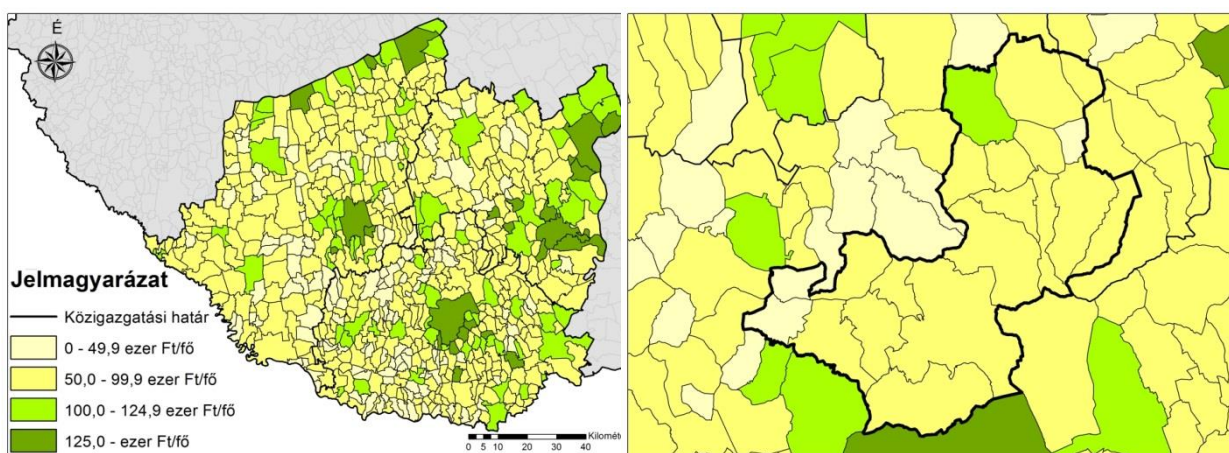 É
Jelmagyarázat
Közigazgatási határ
0 - 49,9 ezer Ft/fő
50,0 - 99,9 ezer Ft/fő
100,0 - 124,9 ezer Ft/fő
125,0 - ezer Ft/fő
Kilométe
0 5 10 20 30 40